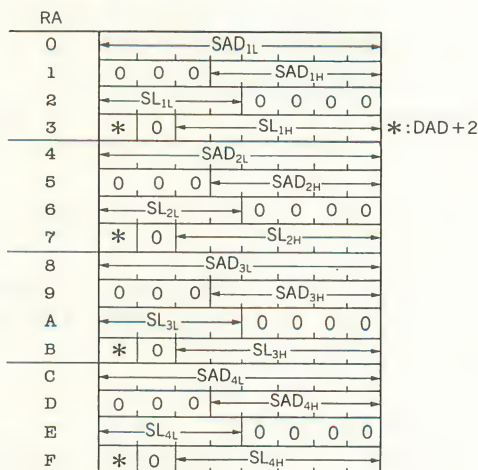 RA
0 SAD1L
1 0 0 0 SAD1H
2 SL1L 0 0 0 0
3 * 0 SL1H *:DAD+2
4 SAD2L
5 0 0 0 SAD2H
6 SL2L 0 0 0 0
7 * 0 SL2H
8 SAD3L
9 0 0 0 SAD3H
A SL3L 0 0 0 0
B * 0 SL3H
C SAD4L
D 0 0 0 SAD4H
E SL4L 0 0 0 0
F * 0 SL4H